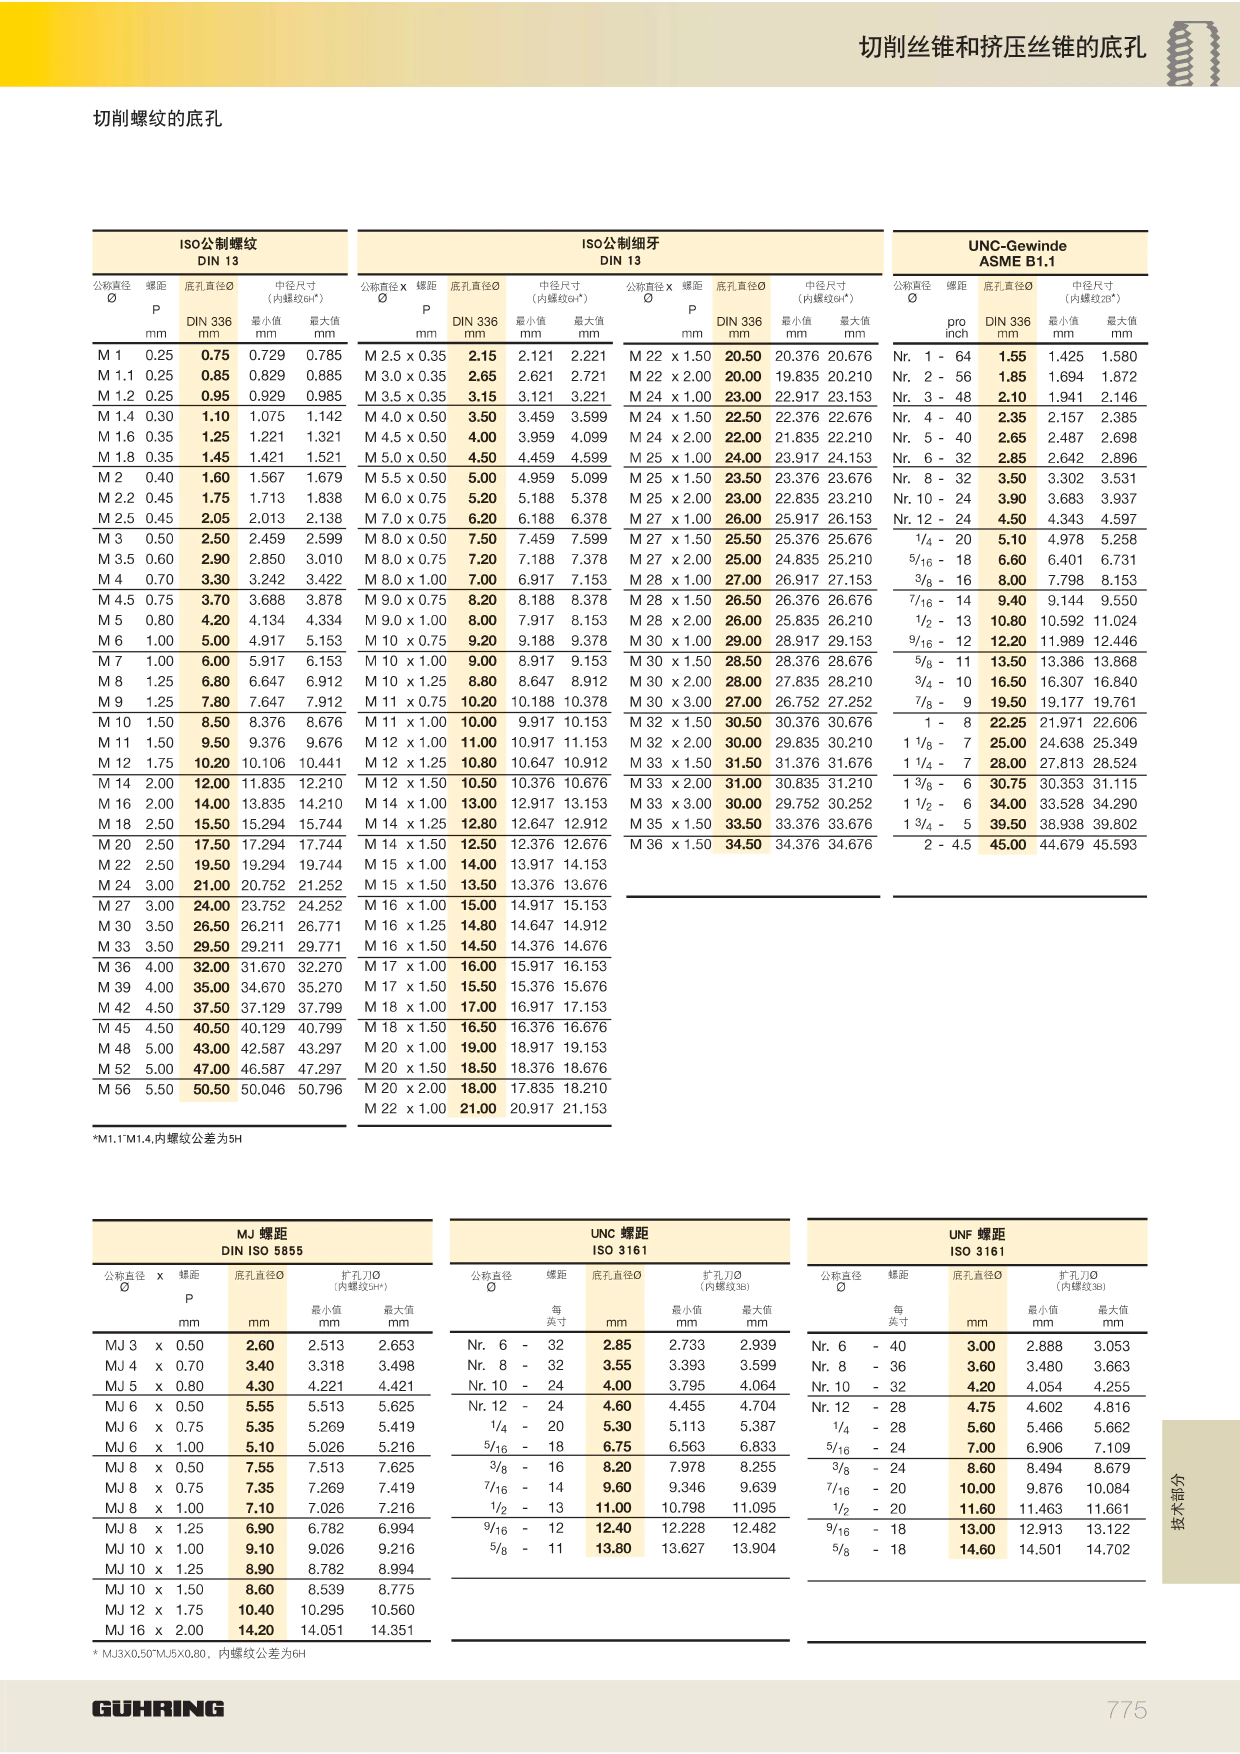 切削丝锥和挤压丝锥的底孔
切削螺纹的底孔
ISO公制螺纹
DIN 13
公称直径 螺距 底孔直径Ø 中径尺寸
Ø (内螺纹6H*)
P
DIN 336 最小值 最大值
mm mm mm mm
M 1 0.25 0.75 0.729 0.785
M 1.1 0.25 0.85 0.829 0.885
M 1.2 0.25 0.95 0.929 0.985
M 1.4 0.30 1.10 1.075 1.142
M 1.6 0.35 1.25 1.221 1.321
M 1.8 0.35 1.45 1.421 1.521
M 2 0.40 1.60 1.567 1.679
M 2.2 0.45 1.75 1.713 1.838
M 2.5 0.45 2.05 2.013 2.138
M 3 0.50 2.50 2.459 2.599
M 3.5 0.60 2.90 2.850 3.010
M 4 0.70 3.30 3.242 3.422
M 4.5 0.75 3.70 3.688 3.878
M 5 0.80 4.20 4.134 4.334
M 6 1.00 5.00 4.917 5.153
M 7 1.00 6.00 5.917 6.153
M 8 1.25 6.80 6.647 6.912
M 9 1.25 7.80 7.647 7.912
M 10 1.50 8.50 8.376 8.676
M 11 1.50 9.50 9.376 9.676
M 12 1.75 10.20 10.106 10.441
M 14 2.00 12.00 11.835 12.210
M 16 2.00 14.00 13.835 14.210
M 18 2.50 15.50 15.294 15.744
M 20 2.50 17.50 17.294 17.744
M 22 2.50 19.50 19.294 19.744
M 24 3.00 21.00 20.752 21.252
M 27 3.00 24.00 23.752 24.252
M 30 3.50 26.50 26.211 26.771
M 33 3.50 29.50 29.211 29.771
M 36 4.00 32.00 31.670 32.270
M 39 4.00 35.00 34.670 35.270
M 42 4.50 37.50 37.129 37.799
M 45 4.50 40.50 40.129 40.799
M 48 5.00 43.00 42.587 43.297
M 52 5.00 47.00 46.587 47.297
M 56 5.50 50.50 50.046 50.796
*M1.1~M1.4,内螺纹公差为5H
ISO公制细牙
DIN 13
公称直径 x 螺距 底孔直径Ø 中径尺寸
Ø (内螺纹6H*)
P
DIN 336 最小值 最大值
mm mm mm mm
M 2.5 x 0.35 2.15 2.121 2.221
M 3.0 x 0.35 2.65 2.621 2.721
M 3.5 x 0.35 3.15 3.121 3.221
M 4.0 x 0.50 3.50 3.459 3.599
M 4.5 x 0.50 4.00 3.959 4.099
M 5.0 x 0.50 4.50 4.459 4.599
M 5.5 x 0.50 5.00 4.959 5.099
M 6.0 x 0.75 5.20 5.188 5.378
M 7.0 x 0.75 6.20 6.188 6.378
M 8.0 x 0.50 7.50 7.459 7.599
M 8.0 x 0.75 7.20 7.188 7.378
M 8.0 x 1.00 7.00 6.917 7.153
M 9.0 x 0.75 8.20 8.188 8.378
M 9.0 x 1.00 8.00 7.917 8.153
M 10 x 0.75 9.20 9.188 9.378
M 10 x 1.00 9.00 8.917 9.153
M 10 x 1.25 8.80 8.647 8.912
M 11 x 0.75 10.20 10.188 10.378
M 11 x 1.00 10.00 9.917 10.153
M 12 x 1.00 11.00 10.917 11.153
M 12 x 1.25 10.80 10.647 10.912
M 12 x 1.50 10.50 10.376 10.676
M 14 x 1.00 13.00 12.917 13.153
M 14 x 1.25 12.80 12.647 12.912
M 14 x 1.50 12.50 12.376 12.676
M 15 x 1.00 14.00 13.917 14.153
M 15 x 1.50 13.50 13.376 13.676
M 16 x 1.00 15.00 14.917 15.153
M 16 x 1.25 14.80 14.647 14.912
M 16 x 1.50 14.50 14.376 14.676
M 17 x 1.00 16.00 15.917 16.153
M 17 x 1.50 15.50 15.376 15.676
M 18 x 1.00 17.00 16.917 17.153
M 18 x 1.50 16.50 16.376 16.676
M 20 x 1.00 19.00 18.917 19.153
M 20 x 1.50 18.50 18.376 18.676
M 20 x 2.00 18.00 17.835 18.210
M 22 x 1.00 21.00 20.917 21.153
公称直径 x 螺距 底孔直径Ø 中径尺寸
Ø (内螺纹6H*)
P
DIN 336 最小值 最大值
mm mm mm mm
M 22 x 1.50 20.50 20.376 20.676
M 22 x 2.00 20.00 19.835 20.210
M 24 x 1.00 23.00 22.917 23.153
M 24 x 1.50 22.50 22.376 22.676
M 24 x 2.00 22.00 21.835 22.210
M 25 x 1.00 24.00 23.917 24.153
M 25 x 1.50 23.50 23.376 23.676
M 25 x 2.00 23.00 22.835 23.210
M 27 x 1.00 26.00 25.917 26.153
M 27 x 1.50 25.50 25.376 25.676
M 27 x 2.00 25.00 24.835 25.210
M 28 x 1.00 27.00 26.917 27.153
M 28 x 1.50 26.50 26.376 26.676
M 28 x 2.00 26.00 25.835 26.210
M 30 x 1.00 29.00 28.917 29.153
M 30 x 1.50 28.50 28.376 28.676
M 30 x 2.00 28.00 27.835 28.210
M 30 x 3.00 27.00 26.752 27.252
M 32 x 1.50 30.50 30.376 30.676
M 32 x 2.00 30.00 29.835 30.210
M 33 x 1.50 31.50 31.376 31.676
M 33 x 2.00 31.00 30.835 31.210
M 33 x 3.00 30.00 29.752 30.252
M 35 x 1.50 33.50 33.376 33.676
M 36 x 1.50 34.50 34.376 34.676
UNC-Gewinde
ASME B1.1
公称直径 螺距 底孔直径Ø 中径尺寸
Ø (内螺纹2B*)
pro DIN 336 最小值 最大值
inch mm mm mm
Nr. 1 - 64 1.55 1.425 1.580
Nr. 2 - 56 1.85 1.694 1.872
Nr. 3 - 48 2.10 1.941 2.146
Nr. 4 - 40 2.35 2.157 2.385
Nr. 5 - 40 2.65 2.487 2.698
Nr. 6 - 32 2.85 2.642 2.896
Nr. 8 - 32 3.50 3.302 3.531
Nr. 10 - 24 3.90 3.683 3.937
Nr. 12 - 24 4.50 4.343 4.597
1/4 - 20 5.10 4.978 5.258
5/16 - 18 6.60 6.401 6.731
3/8 - 16 8.00 7.798 8.153
7/16 - 14 9.40 9.144 9.550
1/2 - 13 10.80 10.592 11.024
9/16 - 12 12.20 11.989 12.446
5/8 - 11 13.50 13.386 13.868
3/4 - 10 16.50 16.307 16.840
7/8 - 9 19.50 19.177 19.761
1 - 8 22.25 21.971 22.606
1 1/8 - 7 25.00 24.638 25.349
1 1/4 - 7 28.00 27.813 28.524
1 3/8 - 6 30.75 30.353 31.115
1 1/2 - 6 34.00 33.528 34.290
1 3/4 - 5 39.50 38.938 39.802
2 - 4.5 45.00 44.679 45.593
MJ 螺距
DIN ISO 5855
公称直径 x 螺距 底孔直径Ø 扩孔刀Ø
Ø (内螺纹5H*)
P
最小值 最大值
mm mm mm mm
MJ 3 x 0.50 2.60 2.513 2.653
MJ 4 x 0.70 3.40 3.318 3.498
MJ 5 x 0.80 4.30 4.221 4.421
MJ 6 x 0.50 5.55 5.513 5.625
MJ 6 x 0.75 5.35 5.269 5.419
MJ 6 x 1.00 5.10 5.026 5.216
MJ 8 x 0.50 7.55 7.513 7.625
MJ 8 x 0.75 7.35 7.269 7.419
MJ 8 x 1.00 7.10 7.026 7.216
MJ 8 x 1.25 6.90 6.782 6.994
MJ 10 x 1.00 9.10 9.026 9.216
MJ 10 x 1.25 8.90 8.782 8.994
MJ 10 x 1.50 8.60 8.539 8.775
MJ 12 x 1.75 10.40 10.295 10.560
MJ 16 x 2.00 14.20 14.051 14.351
* MJ3X0.50~MJ5X0.80，内螺纹公差为6H
UNC 螺距
ISO 3161
公称直径 螺距 底孔直径Ø 扩孔刀Ø
Ø (内螺纹3B)
每 最小值 最大值
英寸 mm mm mm
Nr. 6 - 32 2.85 2.733 2.939
Nr. 8 - 32 3.55 3.393 3.599
Nr. 10 - 24 4.00 3.795 4.064
Nr. 12 - 24 4.60 4.455 4.704
1/4 - 20 5.30 5.113 5.387
5/16 - 18 6.75 6.563 6.833
3/8 - 16 8.20 7.978 8.255
7/16 - 14 9.60 9.346 9.639
1/2 - 13 11.00 10.798 11.095
9/16 - 12 12.40 12.228 12.482
5/8 - 11 13.80 13.627 13.904
UNF 螺距
ISO 3161
公称直径 螺距 底孔直径Ø 扩孔刀Ø
Ø (内螺纹3B)
每 最小值 最大值
英寸 mm mm mm
Nr. 6 - 40 3.00 2.888 3.053
Nr. 8 - 36 3.60 3.480 3.663
Nr. 10 - 32 4.20 4.054 4.255
Nr. 12 - 28 4.75 4.602 4.816
1/4 - 28 5.60 5.466 5.662
5/16 - 24 7.00 6.906 7.109
3/8 - 24 8.60 8.494 8.679
7/16 - 20 10.00 9.876 10.084
1/2 - 20 11.60 11.463 11.661
9/16 - 18 13.00 12.913 13.122
5/8 - 18 14.60 14.501 14.702
技术部分
GÜHRING
775